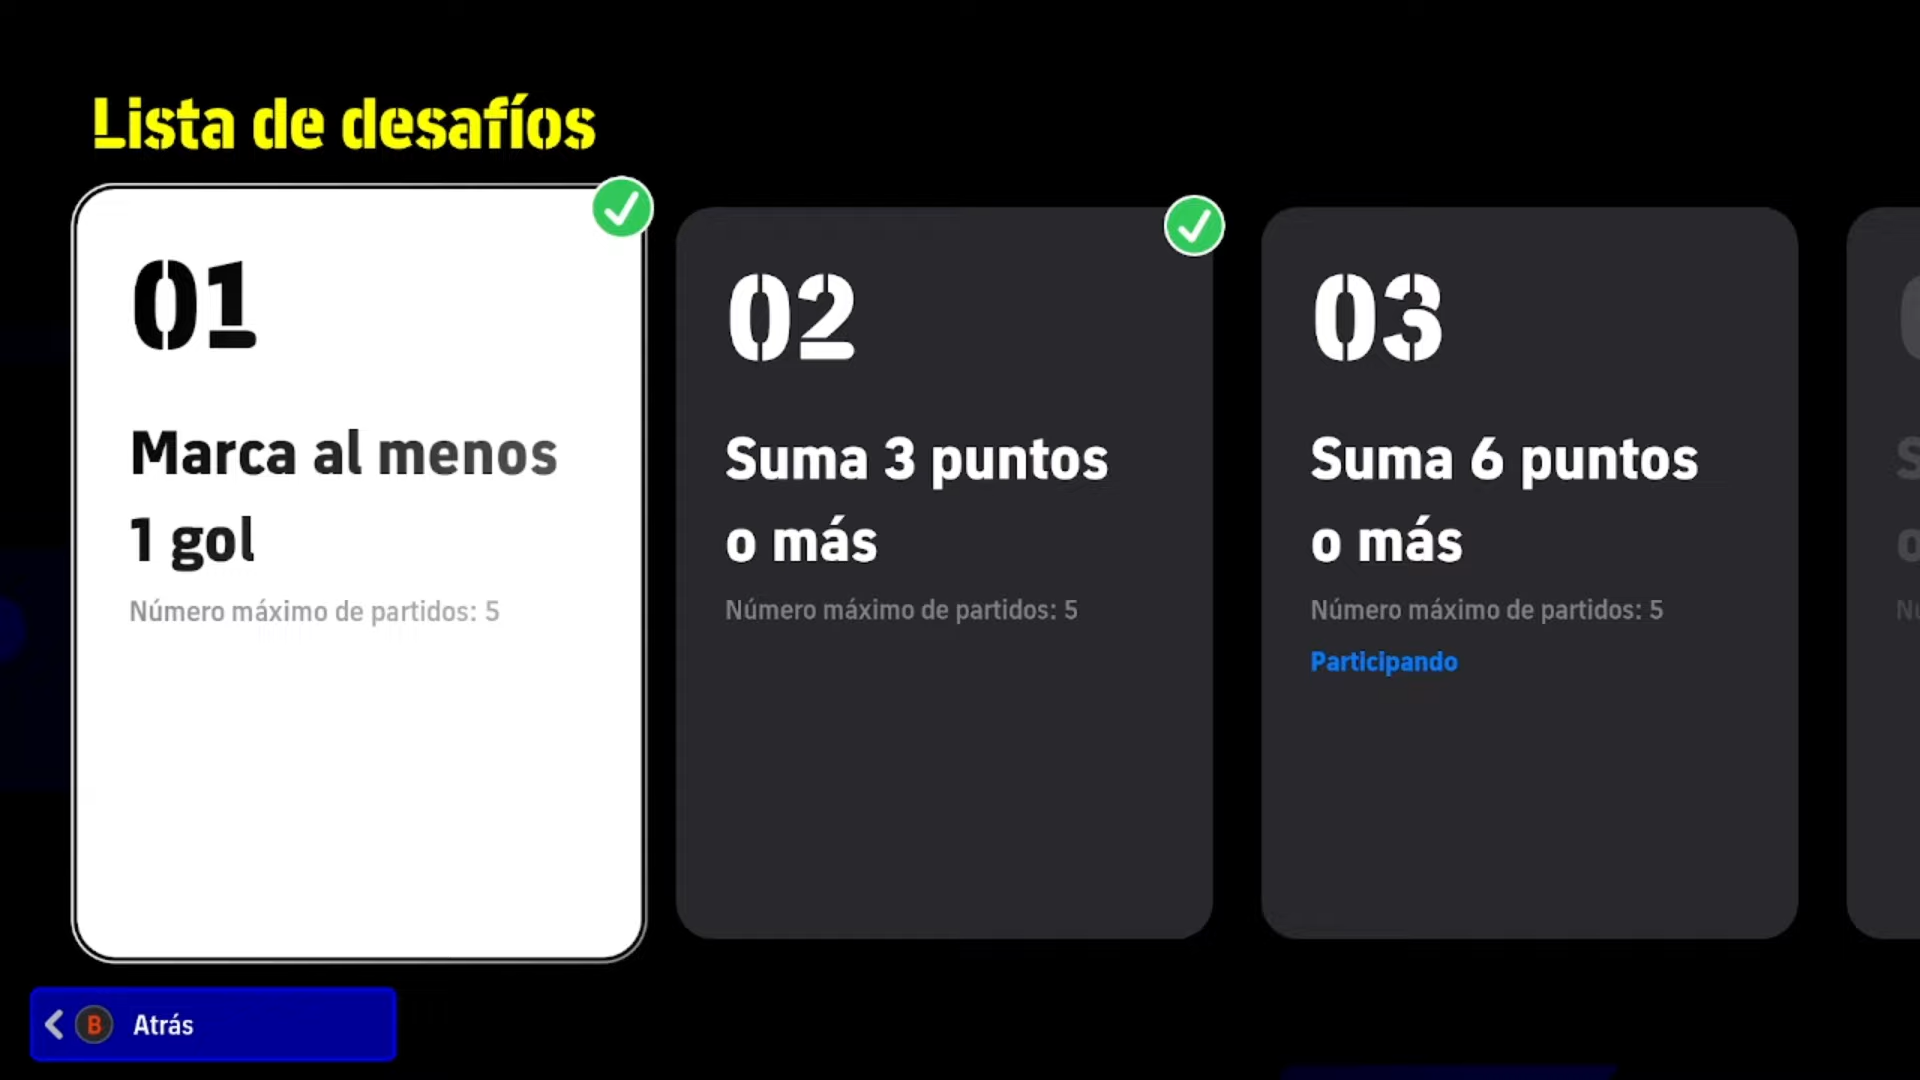 Lista de desafíos
01
Marca al menos
1 gol
Número máximo de partidos: 5
02
Suma 3 puntos
o más
Número máximo de partidos: 5
03
Suma 6 puntos
o más
Número máximo de partidos: 5
Participando
B Atrás